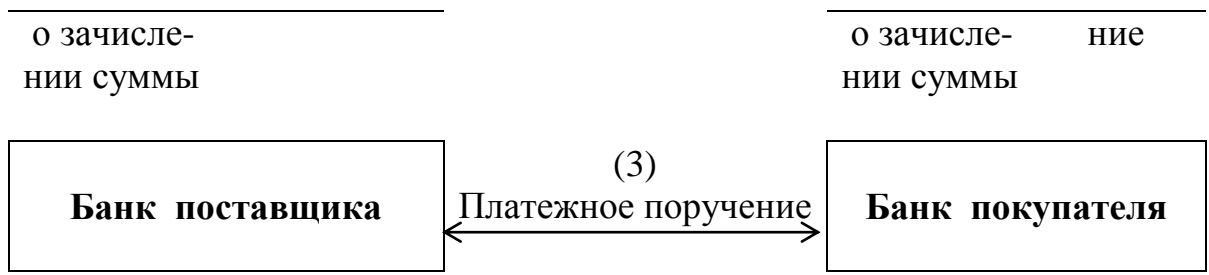 о зачисле-
нии суммы
о зачисле- ние
нии суммы
Банк поставщика
(3)
Платежное поручение
Банк покупателя